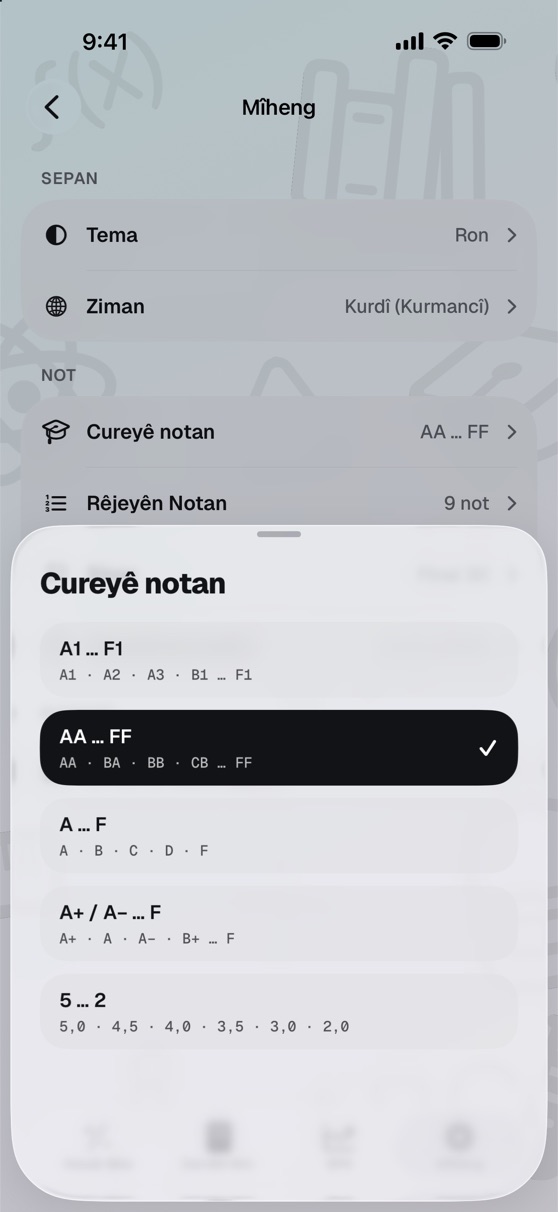 9:41
Mîheng
SEPAN
Tema
Ron
Ziman
Kurdî (Kurmancî)
NOT
Cureyê notan
AA ... FF
Rêjeyên Notan
9 not
Cureyê notan
A1 ... F1
A1 · A2 · A3 · B1 … F1
AA ... FF
AA · BA · BB · CB … FF
A ... F
A · B · C · D · F
A+ / A− ... F
A+ · A · A− · B+ … F
5 ... 2
5,0 · 4,5 · 4,0 · 3,5 · 3,0 · 2,0